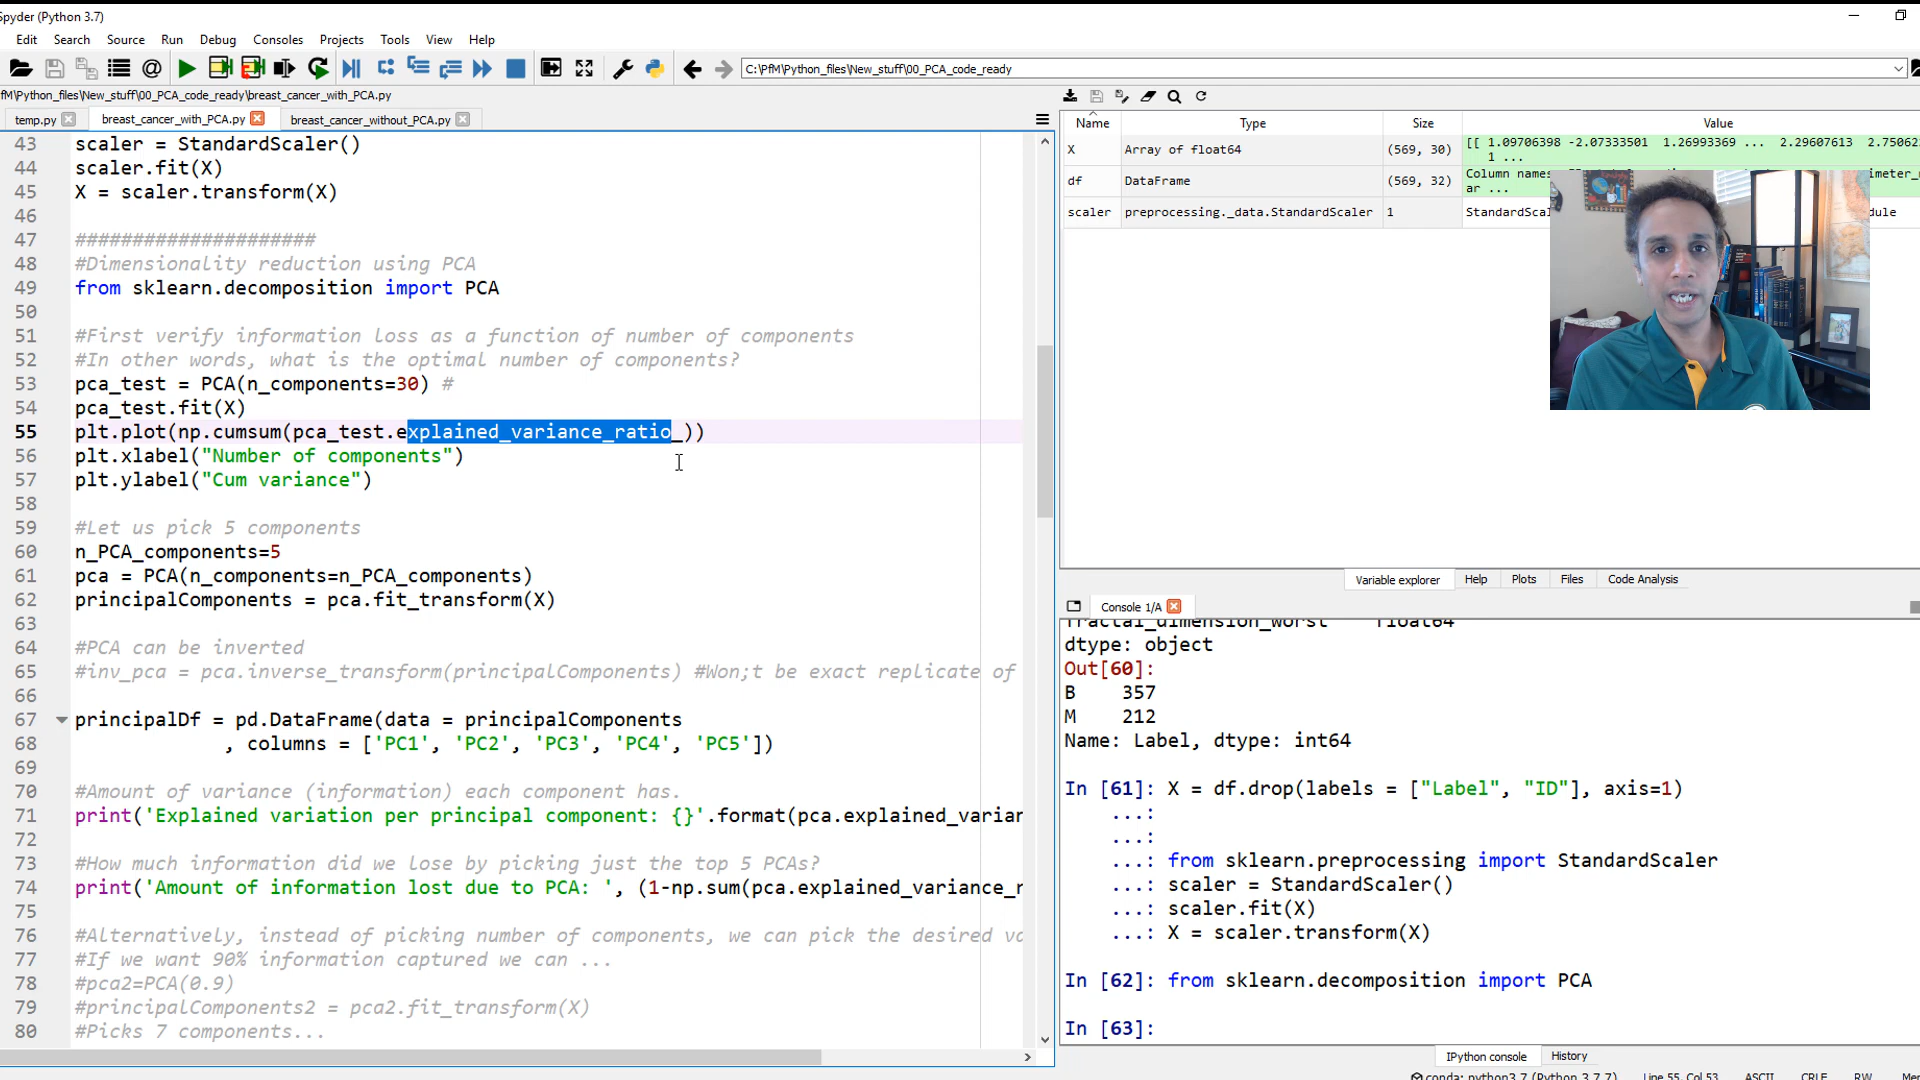 Spyder (Python 3.7)
Edit Search Source Run Debug Consoles Projects Tools View Help
C:\PfM\Python_files\New_stuff\00_PCA_code_ready
fM\Python_files\New_stuff\00_PCA_code_ready\breast_cancer_with_PCA.py
temp.py breast_cancer_with_PCA.py breast_cancer_without_PCA.py
43 scaler = StandardScaler()
44 scaler.fit(X)
45 X = scaler.transform(X)
46
47 #####################
48 #Dimensionality reduction using PCA
49 from sklearn.decomposition import PCA
50
51 #First verify information loss as a function of number of components
52 #In other words, what is the optimal number of components?
53 pca_test = PCA(n_components=30) #
54 pca_test.fit(X)
55 plt.plot(np.cumsum(pca_test.explained_variance_ratio_))
56 plt.xlabel("Number of components")
57 plt.ylabel("Cum variance")
58
59 #Let us pick 5 components
60 n_PCA_components=5
61 pca = PCA(n_components=n_PCA_components)
62 principalComponents = pca.fit_transform(X)
63
64 #PCA can be inverted
65 #inv_pca = pca.inverse_transform(principalComponents) #Won;t be exact replicate of
66
67 principalDf = pd.DataFrame(data = principalComponents
68 , columns = ['PC1', 'PC2', 'PC3', 'PC4', 'PC5'])
69
70 #Amount of variance (information) each component has.
71 print('Explained variation per principal component: {}'.format(pca.explained_varian
72
73 #How much information did we lose by picking just the top 5 PCAs?
74 print('Amount of information lost due to PCA: ', (1-np.sum(pca.explained_variance_r
75
76 #Alternatively, instead of picking number of components, we can pick the desired va
77 #If we want 90% information captured we can ...
78 #pca2=PCA(0.9)
79 #principalComponents2 = pca2.fit_transform(X)
80 #Picks 7 components...
Name Type Size Value
X Array of float64 (569, 30) [[ 1.09706398 -2.07333501 1.26993369 ... 2.29607613 2.75062
1 ...
df DataFrame (569, 32) Column names
ar ...
scaler preprocessing._data.StandardScaler 1 StandardScal dule
Variable explorer Help Plots Files Code Analysis
Console 1/A
fractal_dimension_worst float64
dtype: object
Out[60]:
B 357
M 212
Name: Label, dtype: int64
In [61]: X = df.drop(labels = ["Label", "ID"], axis=1)
...:
...:
...: from sklearn.preprocessing import StandardScaler
...: scaler = StandardScaler()
...: scaler.fit(X)
...: X = scaler.transform(X)
In [62]: from sklearn.decomposition import PCA
In [63]:
IPython console History
conda: python3.7 (Python 3.7.7) Line 55, Col 53 ASCII CRLF RW